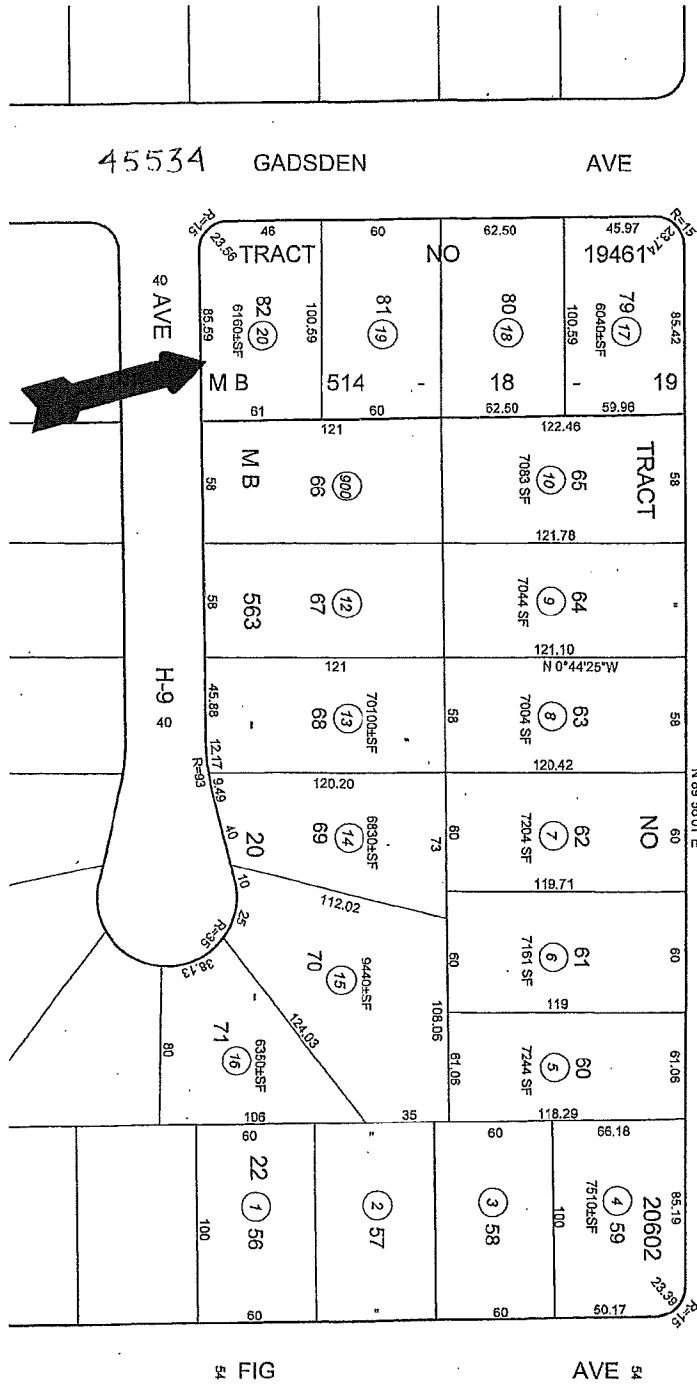 45534 GADSDEN AVE
R=15 23.56 46 60 62.50 45.97 23.74 R=15
TRACT NO 19461
40 AVE
85.59
82 20 6160±SF
100.59
81 19
80 18
100.59
79 17 6040±SF
85.42
M B 514 - 18 - 19
61 60 62.50 59.96
121 122.46
58
M B
66 900
65 10 7083 SF
TRACT
58
121.78
58
563
67 12
64 9 7044 SF
"
121.10
121 N 0°44'25"W
H-9
40
45.88
12.17
-
68 13 70100±SF
"
58
63 8 7004 SF
58
120.42
R=93
9.49
120.20
40
20
69 14 6830±SF
73
60
62 7 7204 SF
NO
60
119.71
10
112.02
25
R=35
38.13
70 15 9440±SF
60
61 6 7161 SF
60
119
108.06
-
124.03
80
71 16 6350±SF
61.06
60 5 7244 SF
61.06
106 35 118.29
60 " 60 66.18
22
100
1 56
2 57
3 58
100
4 59 7510±SF
20602
85.19
23.39
R=15
60 " 60 50.17
54 FIG AVE 54